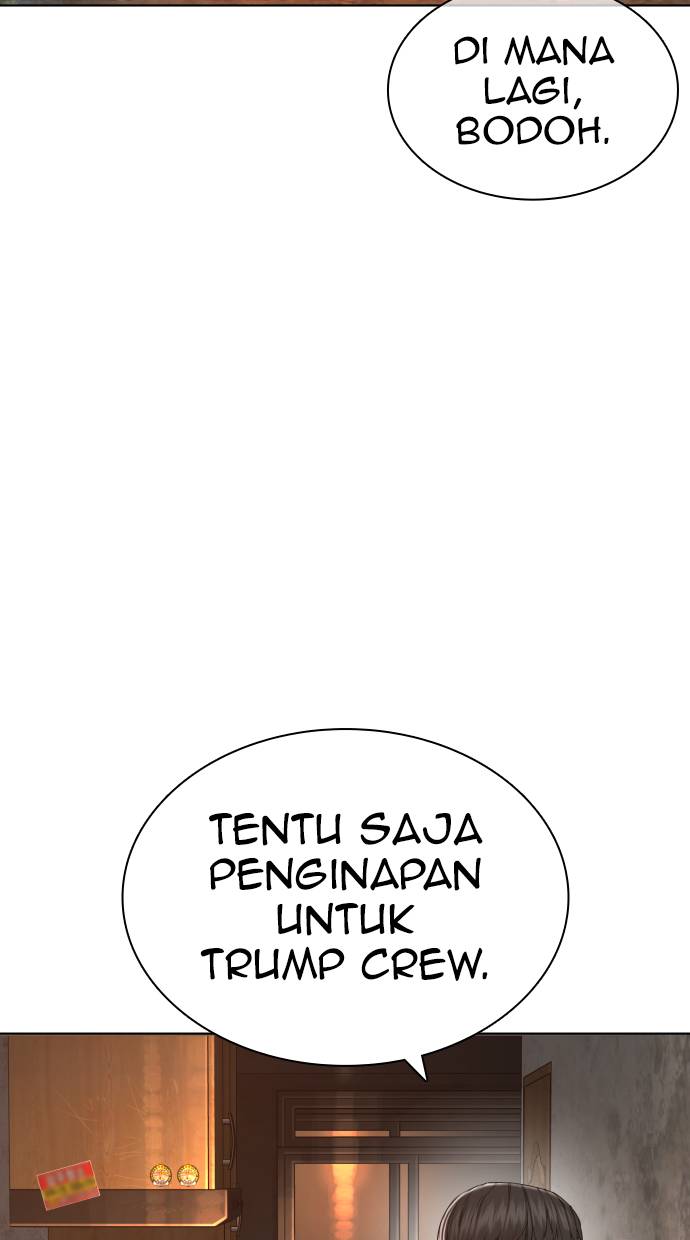 DI MANA
LAGI,
BODOH.
TENTU SAJA
PENGINAPAN
UNTUK
TRUMP CREW.